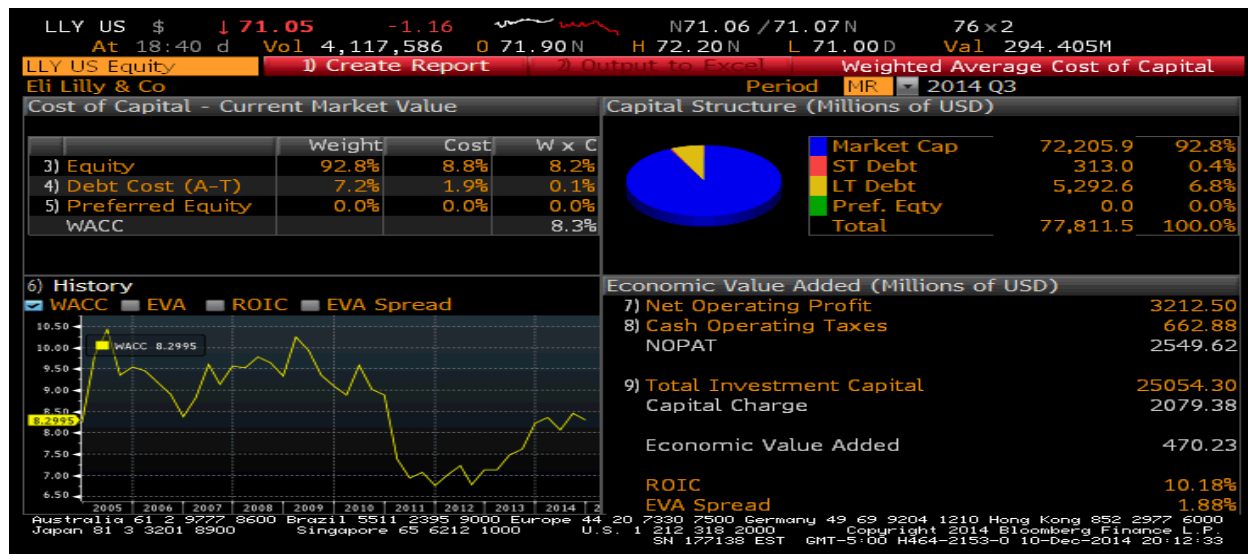 LLY US $ ↓ 71.05 -1.16 N71.06 /71.07N 76×2
At 18:40 d Vol 4,117,586 O 71.90N H 72.20N L 71.00D Val 294.405M
LLY US Equity 1) Create Report 2) Output to Excel Weighted Average Cost of Capital
Eli Lilly & Co Period MR 2014 Q3
Cost of Capital - Current Market Value
Weight Cost W x C
3) Equity 92.8% 8.8% 8.2%
4) Debt Cost (A-T) 7.2% 1.9% 0.1%
5) Preferred Equity 0.0% 0.0% 0.0%
WACC 8.3%
Capital Structure (Millions of USD)
Market Cap 72,205.9 92.8%
ST Debt 313.0 0.4%
LT Debt 5,292.6 6.8%
Pref. Eqty 0.0 0.0%
Total 77,811.5 100.0%
6) History
WACC EVA ROIC EVA Spread
WACC 8.2995
10.50
10.00
9.50
9.00
8.50
8.2995
8.00
7.50
7.00
6.50
2005 2006 2007 2008 2009 2010 2011 2012 2013 2014 2
Economic Value Added (Millions of USD)
7) Net Operating Profit 3212.50
8) Cash Operating Taxes 662.88
NOPAT 2549.62
9) Total Investment Capital 25054.30
Capital Charge 2079.38
Economic Value Added 470.23
ROIC 10.18%
EVA Spread 1.88%
Australia 61 2 9777 8600 Brazil 5511 2395 9000 Europe 44 20 7330 7500 Germany 49 69 9204 1210 Hong Kong 852 2977 6000
Japan 81 3 3201 8900 Singapore 65 6212 1000 U.S. 1 212 318 2000 Copyright 2014 Bloomberg Finance L.P.
SN 177138 EST GMT-5:00 H464-2153-0 10-Dec-2014 20:12:33